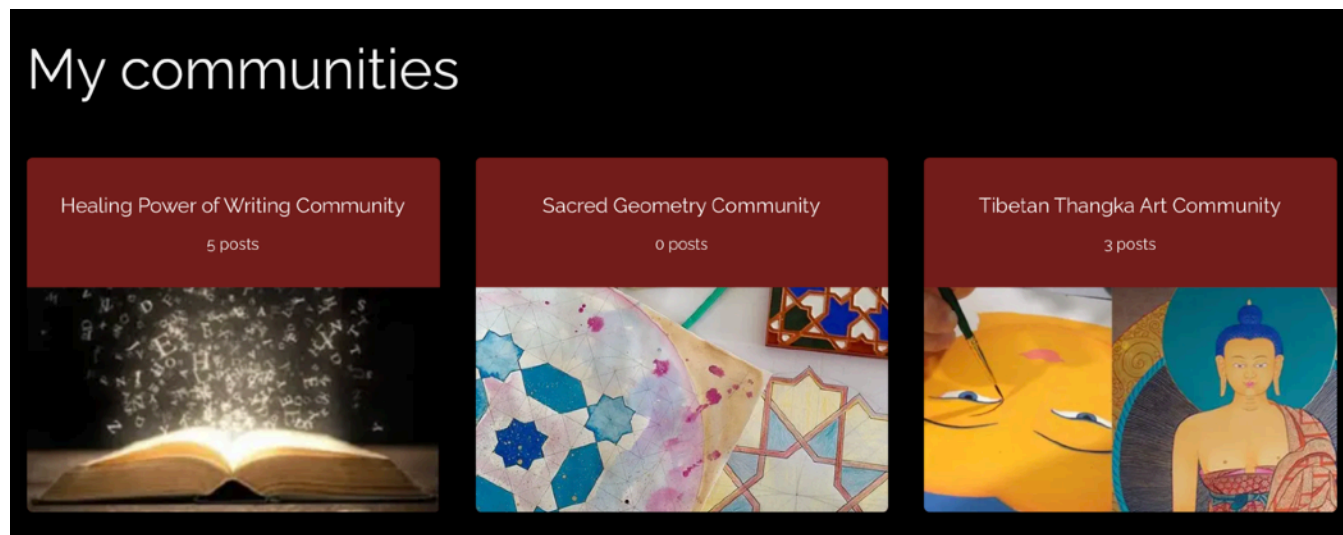 My communities
Healing Power of Writing Community
5 posts
Sacred Geometry Community
0 posts
Tibetan Thangka Art Community
3 posts